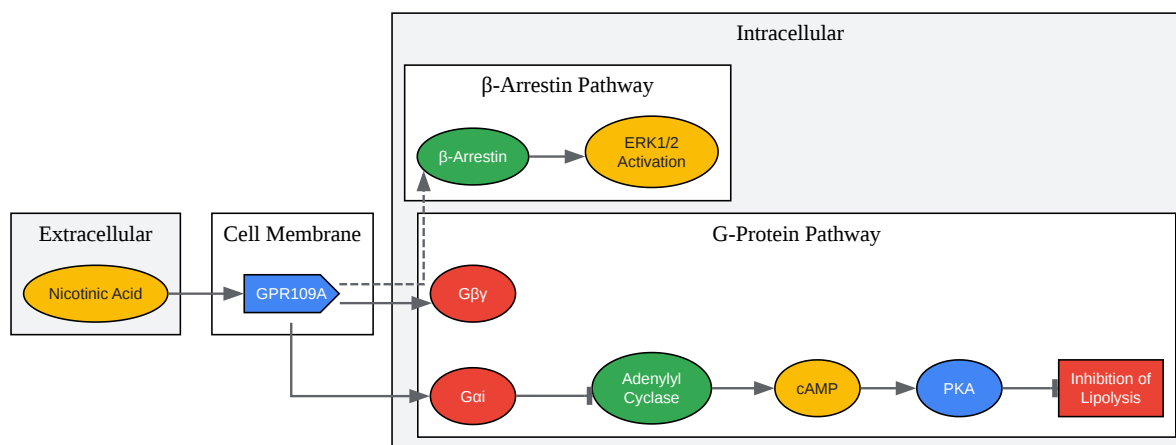 Intracellular
β-Arrestin Pathway
β-Arrestin
ERK1/2
Activation
Extracellular
Cell Membrane
G-Protein Pathway
Nicotinic Acid
GPR109A
Gβγ
Gαi
Adenylyl
Cyclase
cAMP
PKA
Inhibition of
Lipolysis